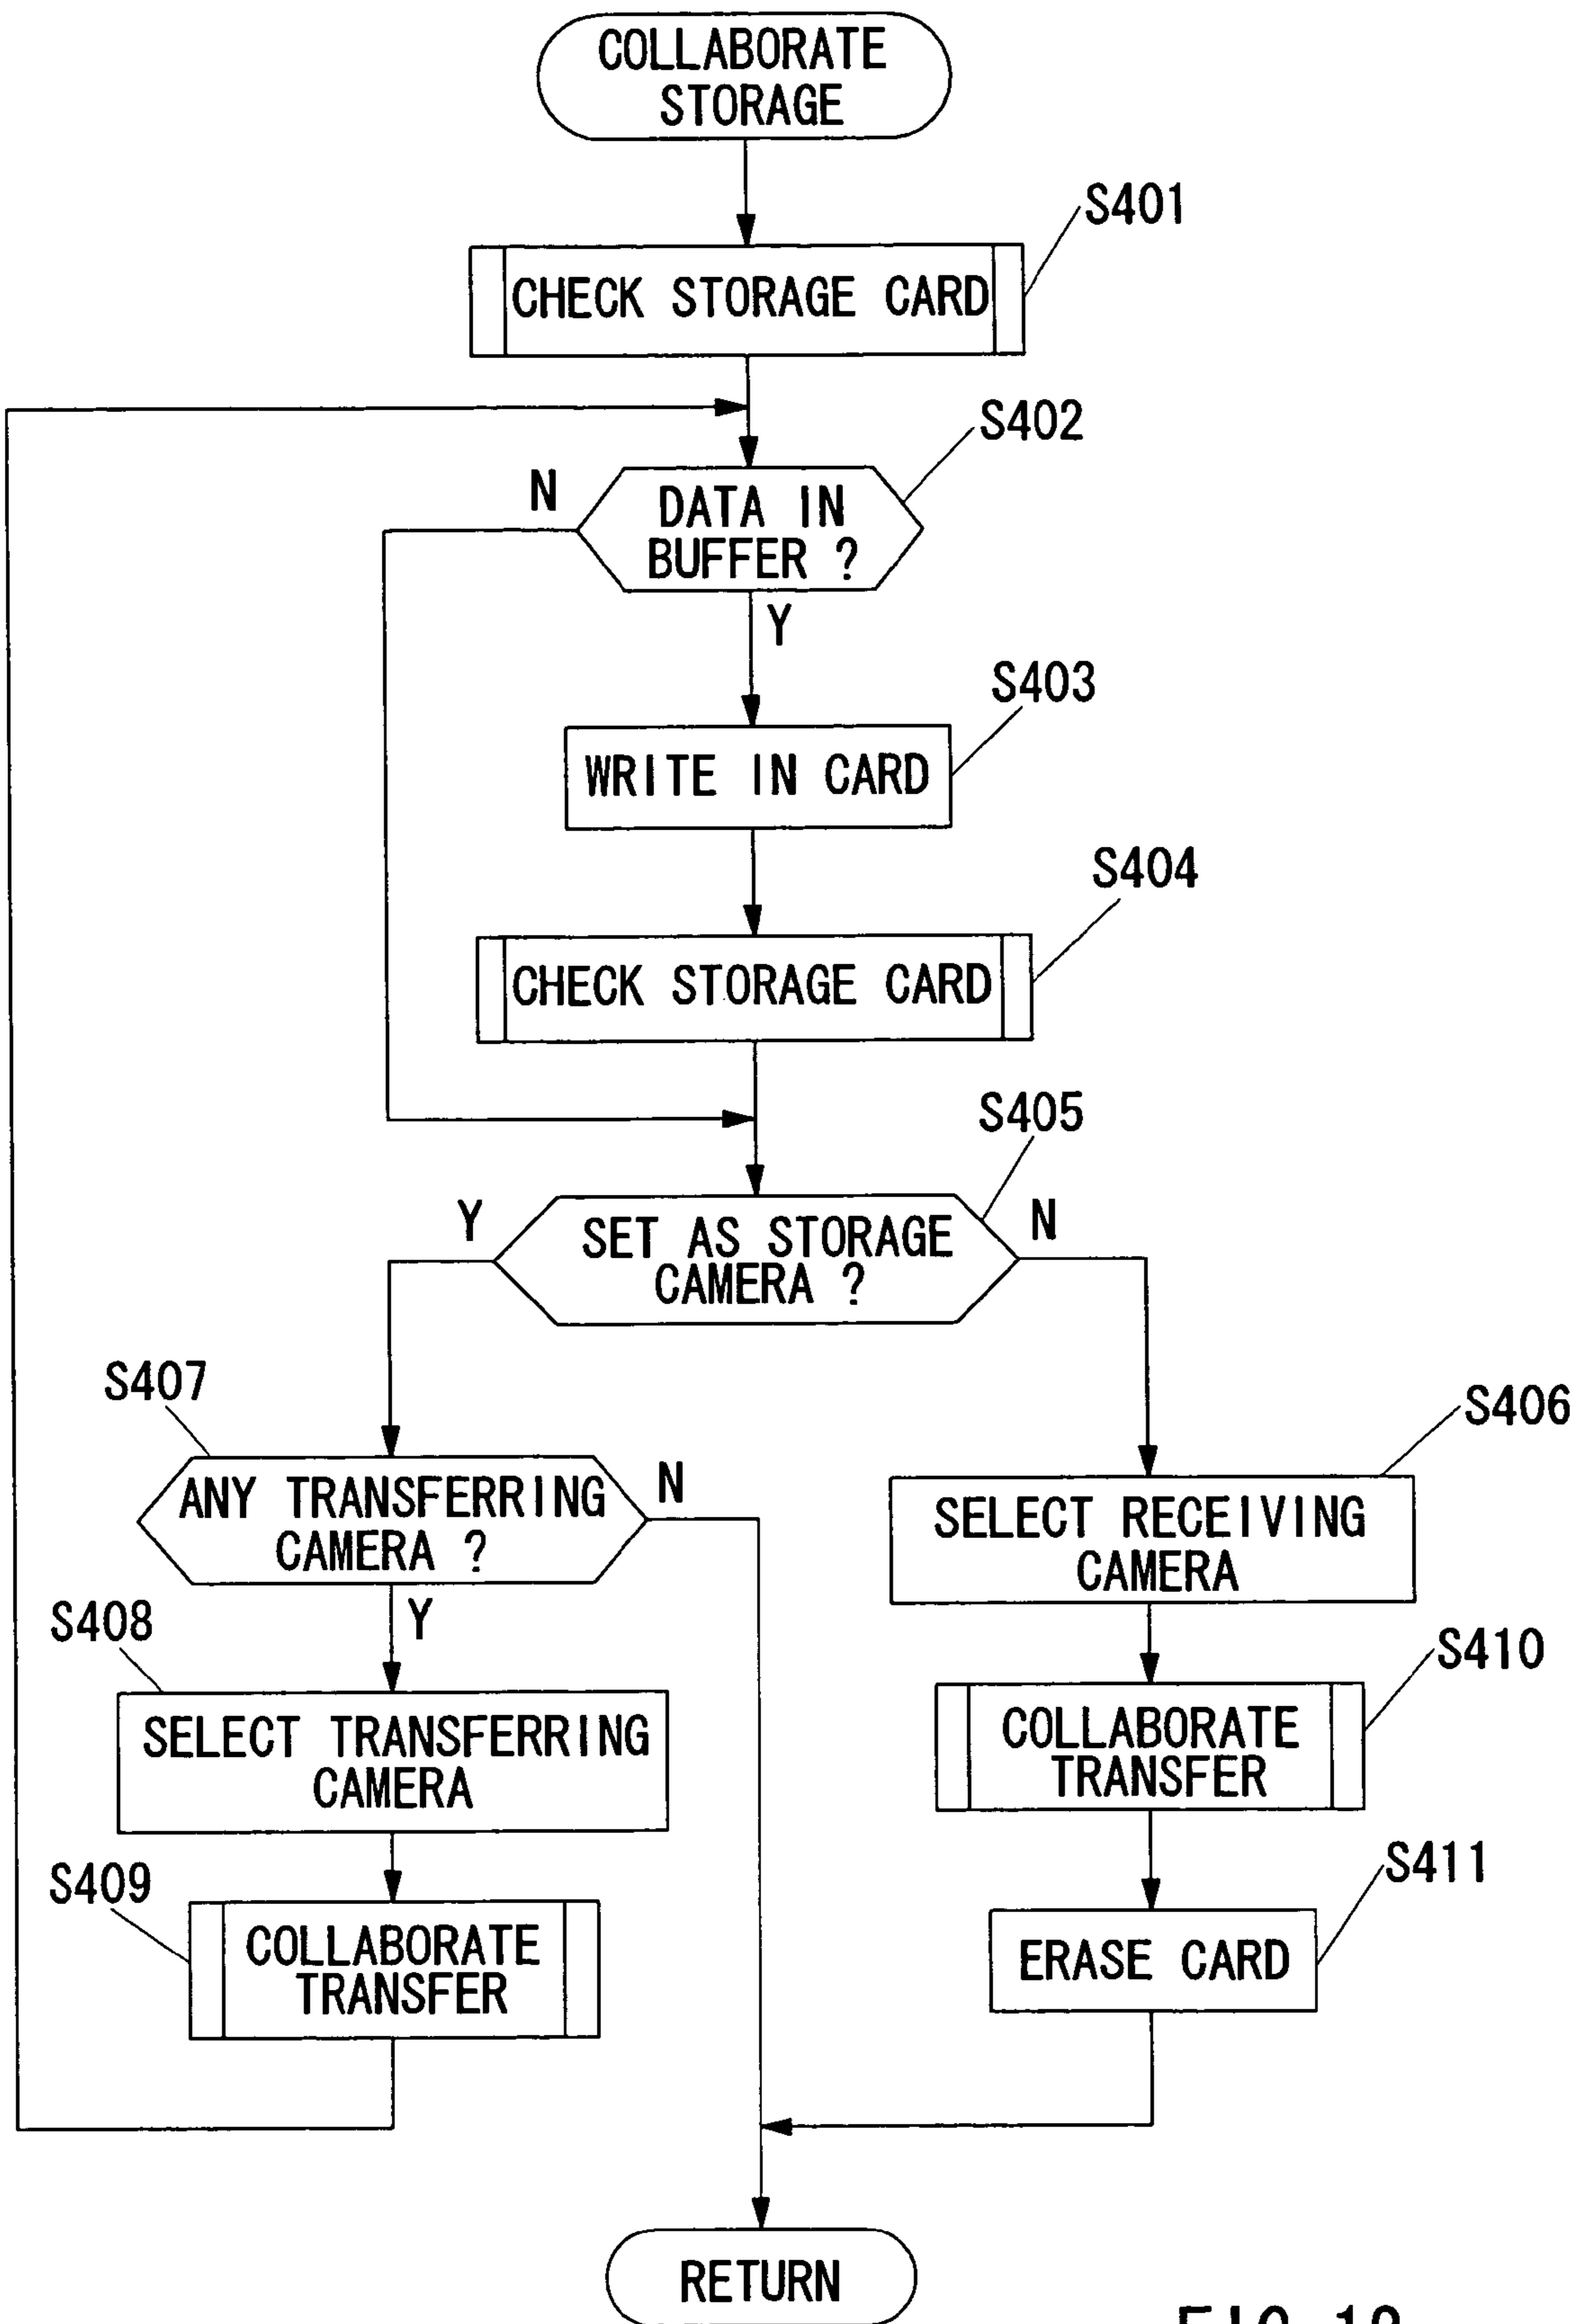 COLLABORATE
STORAGE
S401
CHECK STORAGE CARD
S402
N
DATA IN
BUFFER ?
Y
S403
WRITE IN CARD
S404
CHECK STORAGE CARD
S405
Y
SET AS STORAGE
CAMERA ?
N
S407
S406
ANY TRANSFERRING
CAMERA ?
N
SELECT RECEIVING
CAMERA
S408
Y
S410
SELECT TRANSFERRING
CAMERA
COLLABORATE
TRANSFER
S409
S411
COLLABORATE
TRANSFER
ERASE CARD
RETURN